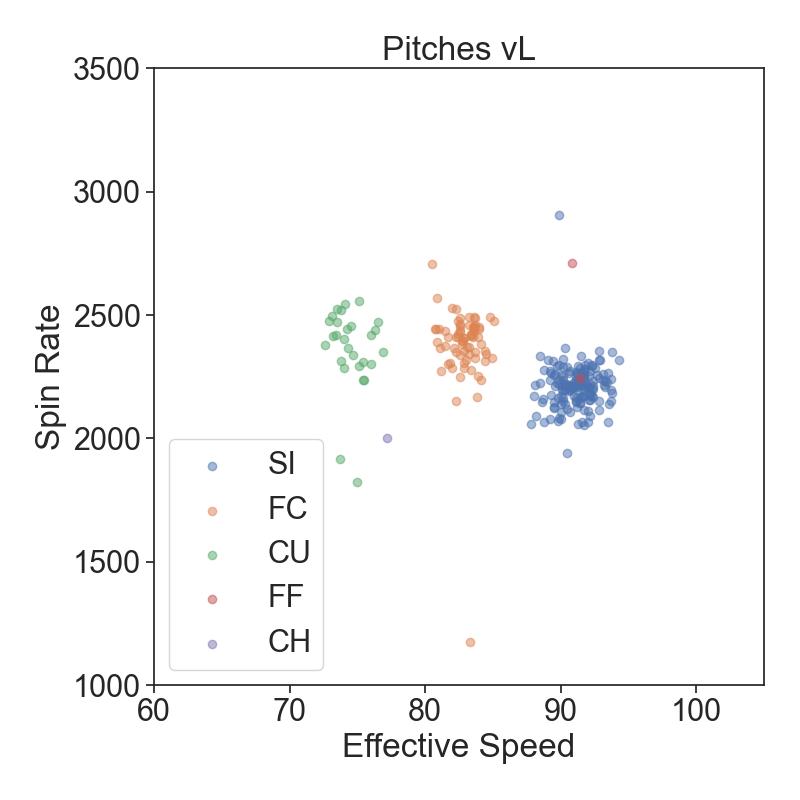 Pitches vL
3500
3000
2500
2000
1500
1000
Spin Rate
SI
FC
CU
FF
CH
60 70 80 90 100
Effective Speed